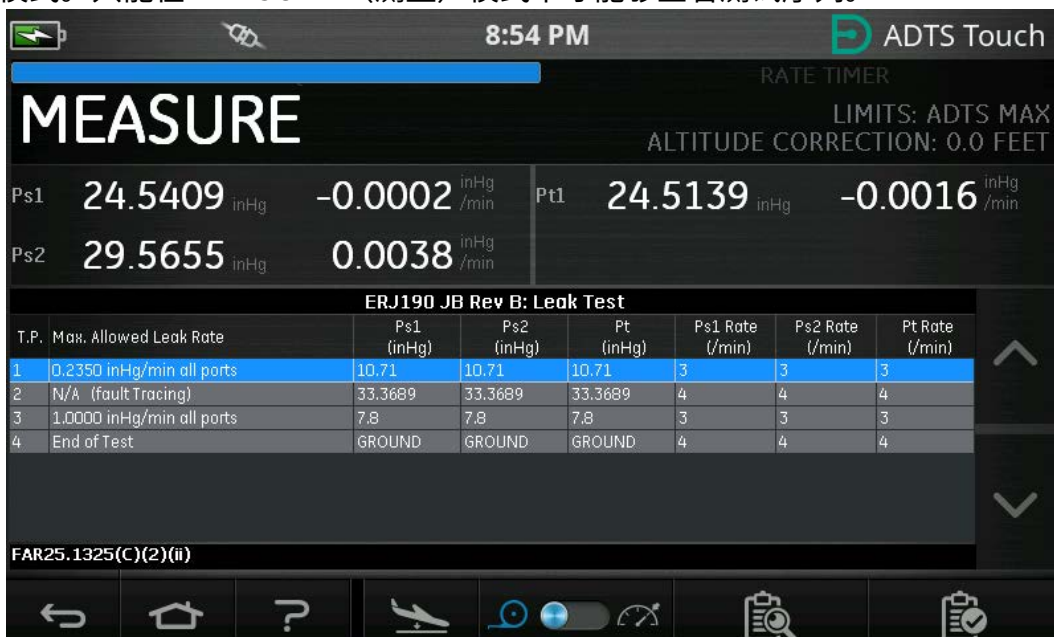 8:54 PM
ADTS Touch
RATE TIMER
MEASURE
LIMITS: ADTS MAX
ALTITUDE CORRECTION: 0.0 FEET
Ps1 24.5409 inHg -0.0002 inHg/min Pt1 24.5139 inHg -0.0016 inHg/min
Ps2 29.5655 inHg 0.0038 inHg/min
ERJ190 JB Rev B: Leak Test
T.P. Max. Allowed Leak Rate Ps1 (inHg) Ps2 (inHg) Pt (inHg) Ps1 Rate (/min) Ps2 Rate (/min) Pt Rate (/min)
1 0.2350 inHg/min all ports 10.71 10.71 10.71 3 3 3
2 N/A (fault Tracing) 33.3689 33.3689 33.3689 4 4 4
3 1.0000 inHg/min all ports 7.8 7.8 7.8 3 3 3
4 End of Test GROUND GROUND GROUND 4 4 4
FAR25.1325(C)(2)(ii)